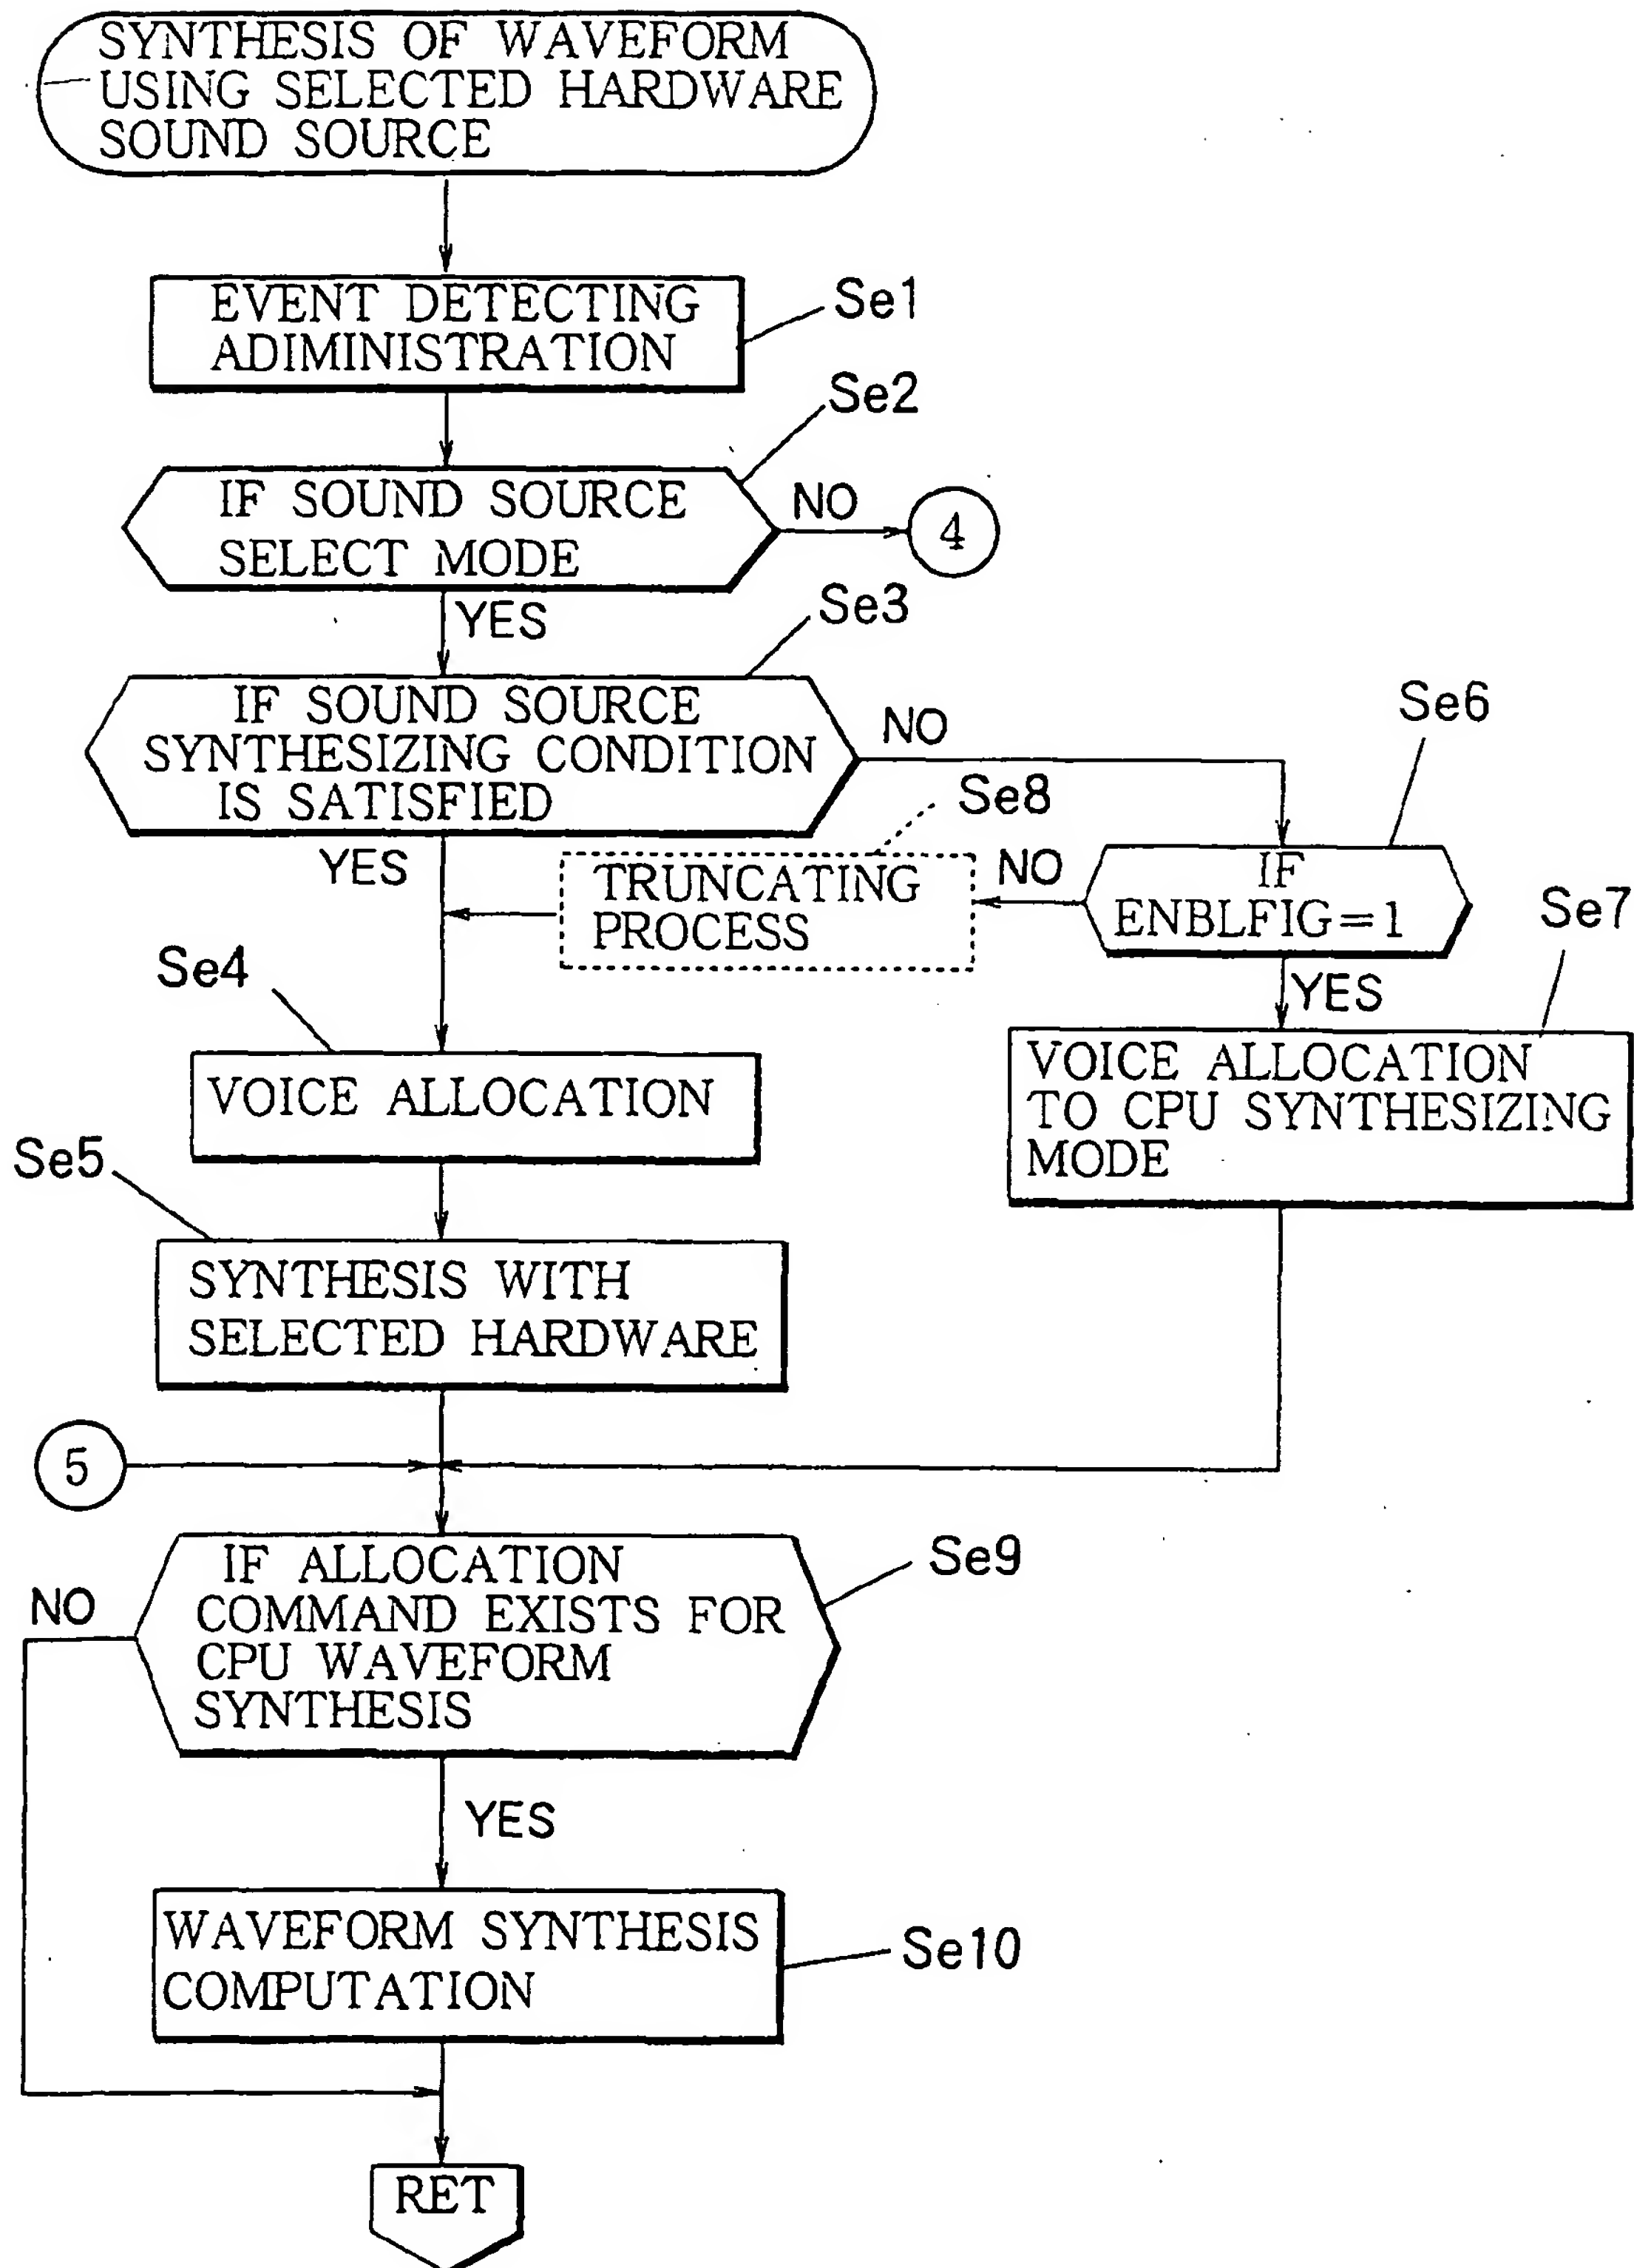 SYNTHESIS OF WAVEFORM
USING SELECTED HARDWARE
SOUND SOURCE
EVENT DETECTING
ADIMINISTRATION
Se1
Se2
IF SOUND SOURCE
SELECT MODE
NO
4
YES
Se3
IF SOUND SOURCE
SYNTHESIZING CONDITION
IS SATISFIED
NO
Se6
Se8
YES
TRUNCATING
PROCESS
NO
IF
ENBLFIG=1
Se7
Se4
YES
VOICE ALLOCATION
VOICE ALLOCATION
TO CPU SYNTHESIZING
MODE
Se5
SYNTHESIS WITH
SELECTED HARDWARE
5
IF ALLOCATION
COMMAND EXISTS FOR
CPU WAVEFORM
SYNTHESIS
Se9
NO
YES
WAVEFORM SYNTHESIS
COMPUTATION
Se10
RET